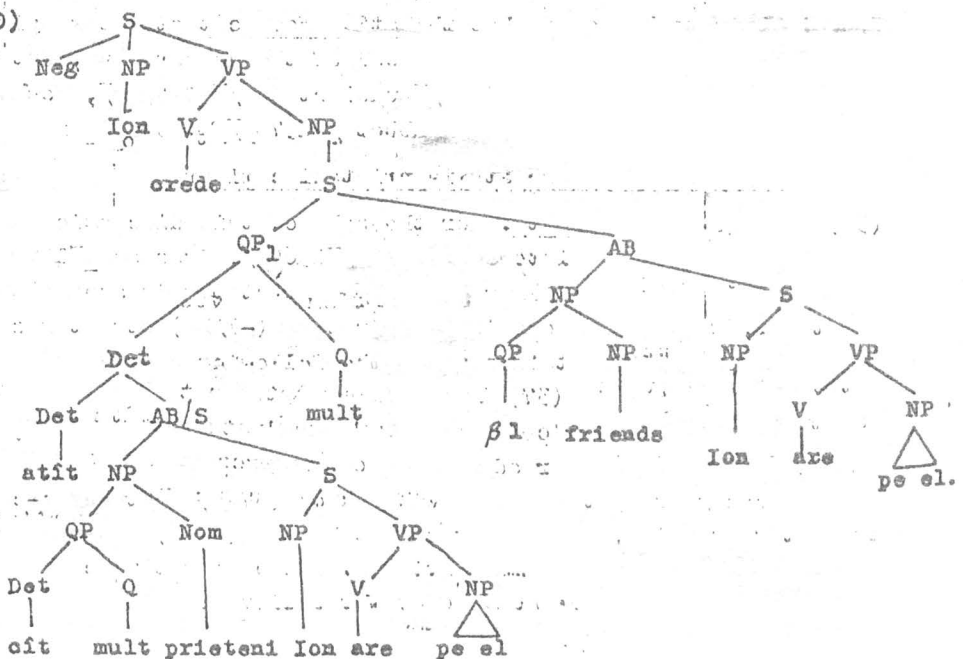 ) S
Neg NP VP
Ion V NP
crede S
QP1 AB
NP S
Det Q QP NP NP VP
Det AB/S mult β1 friends V NP
atît NP S Ion are pe el.
QP Nom NP VP
Det Q V NP
cît mult prieteni Ion are pe el